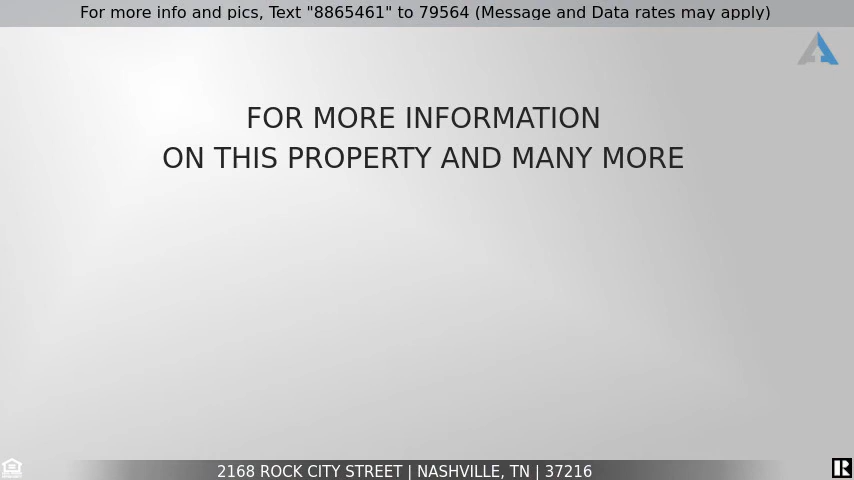 For more info and pics, Text "8865461" to 79564 (Message and Data rates may apply)
FOR MORE INFORMATION
ON THIS PROPERTY AND MANY MORE
2168 ROCK CITY STREET | NASHVILLE, TN | 37216